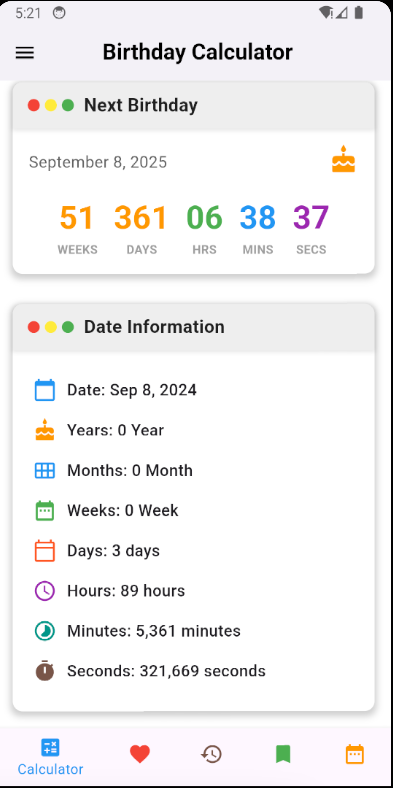 5:21
Birthday Calculator
Next Birthday
September 8, 2025
51 361 06 38 37
WEEKS DAYS HRS MINS SECS
Date Information
Date: Sep 8, 2024
Years: 0 Year
Months: 0 Month
Weeks: 0 Week
Days: 3 days
Hours: 89 hours
Minutes: 5,361 minutes
Seconds: 321,669 seconds
Calculator